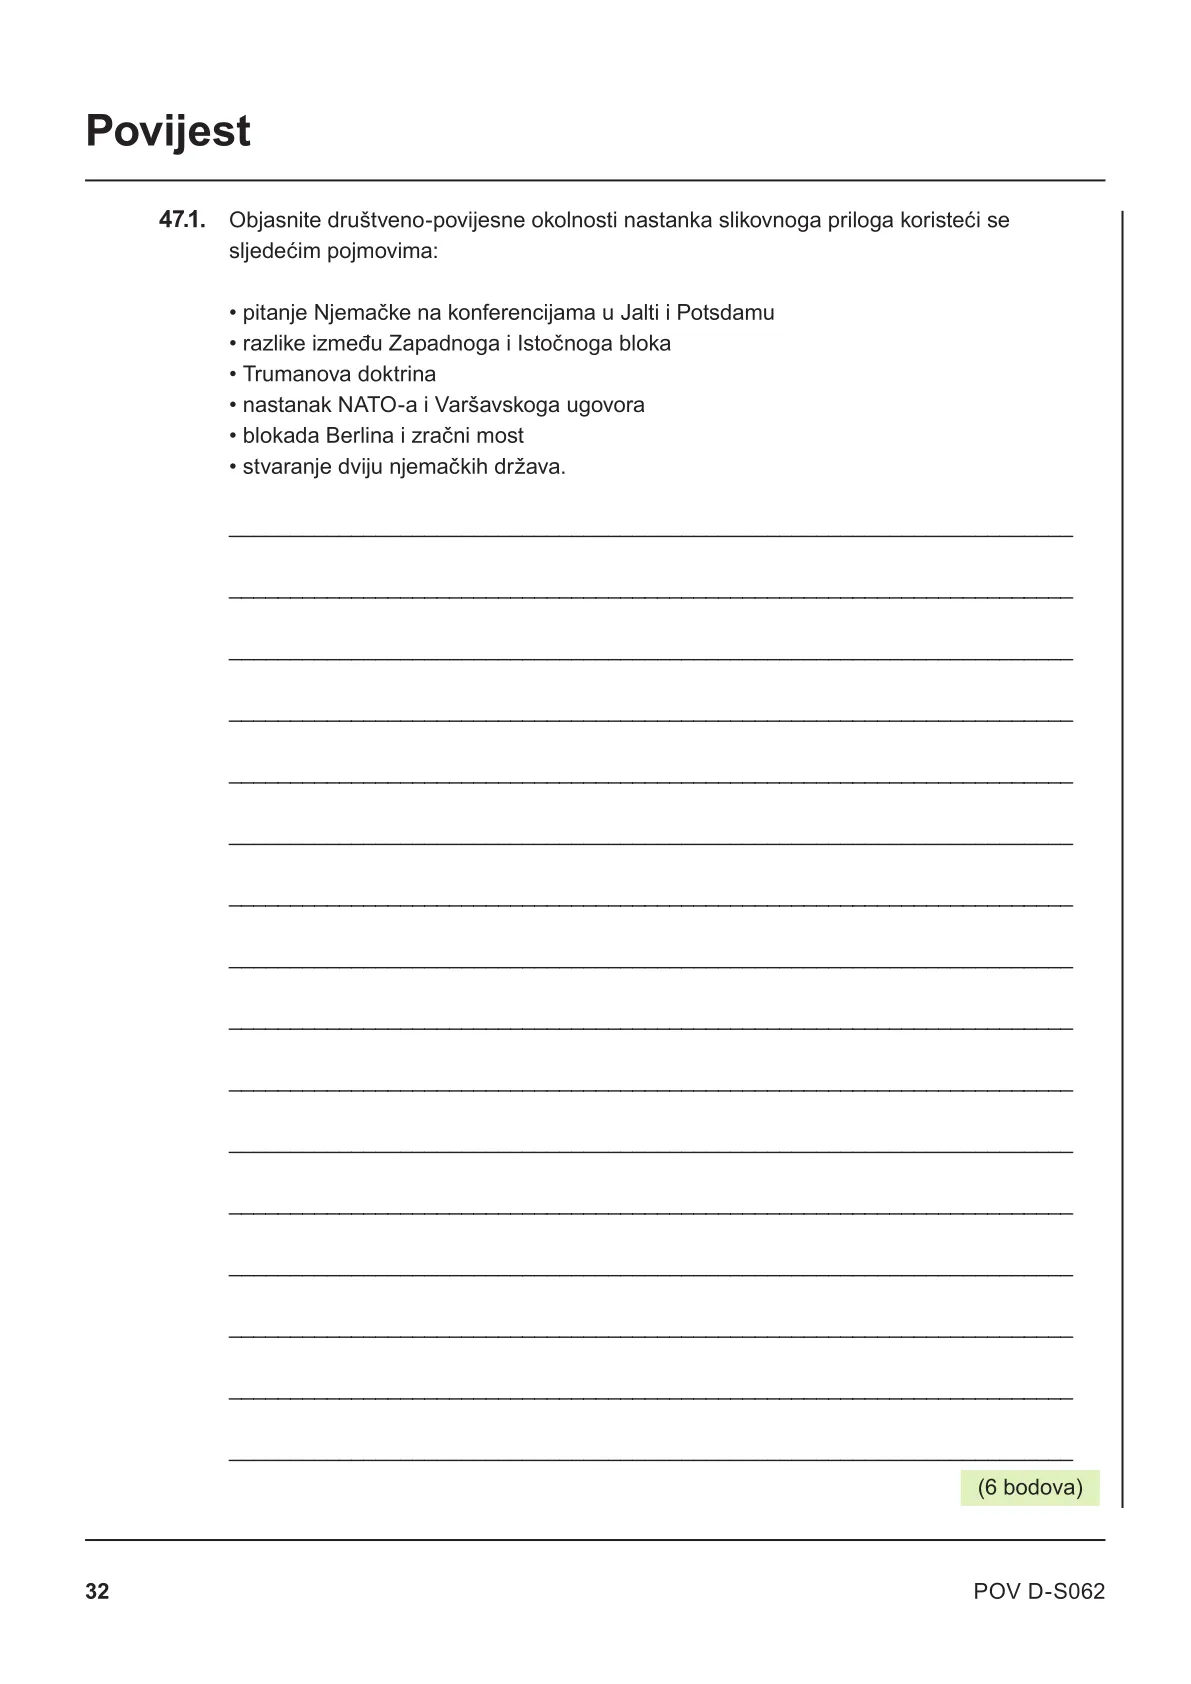 Povijest
47.1. Objasnite društveno-povijesne okolnosti nastanka slikovnoga priloga koristeći se
sljedećim pojmovima:
• pitanje Njemačke na konferencijama u Jalti i Potsdamu
• razlike između Zapadnoga i Istočnoga bloka
• Trumanova doktrina
• nastanak NATO-a i Varšavskoga ugovora
• blokada Berlina i zračni most
• stvaranje dviju njemačkih država.
(6 bodova)
32 POV D-S062